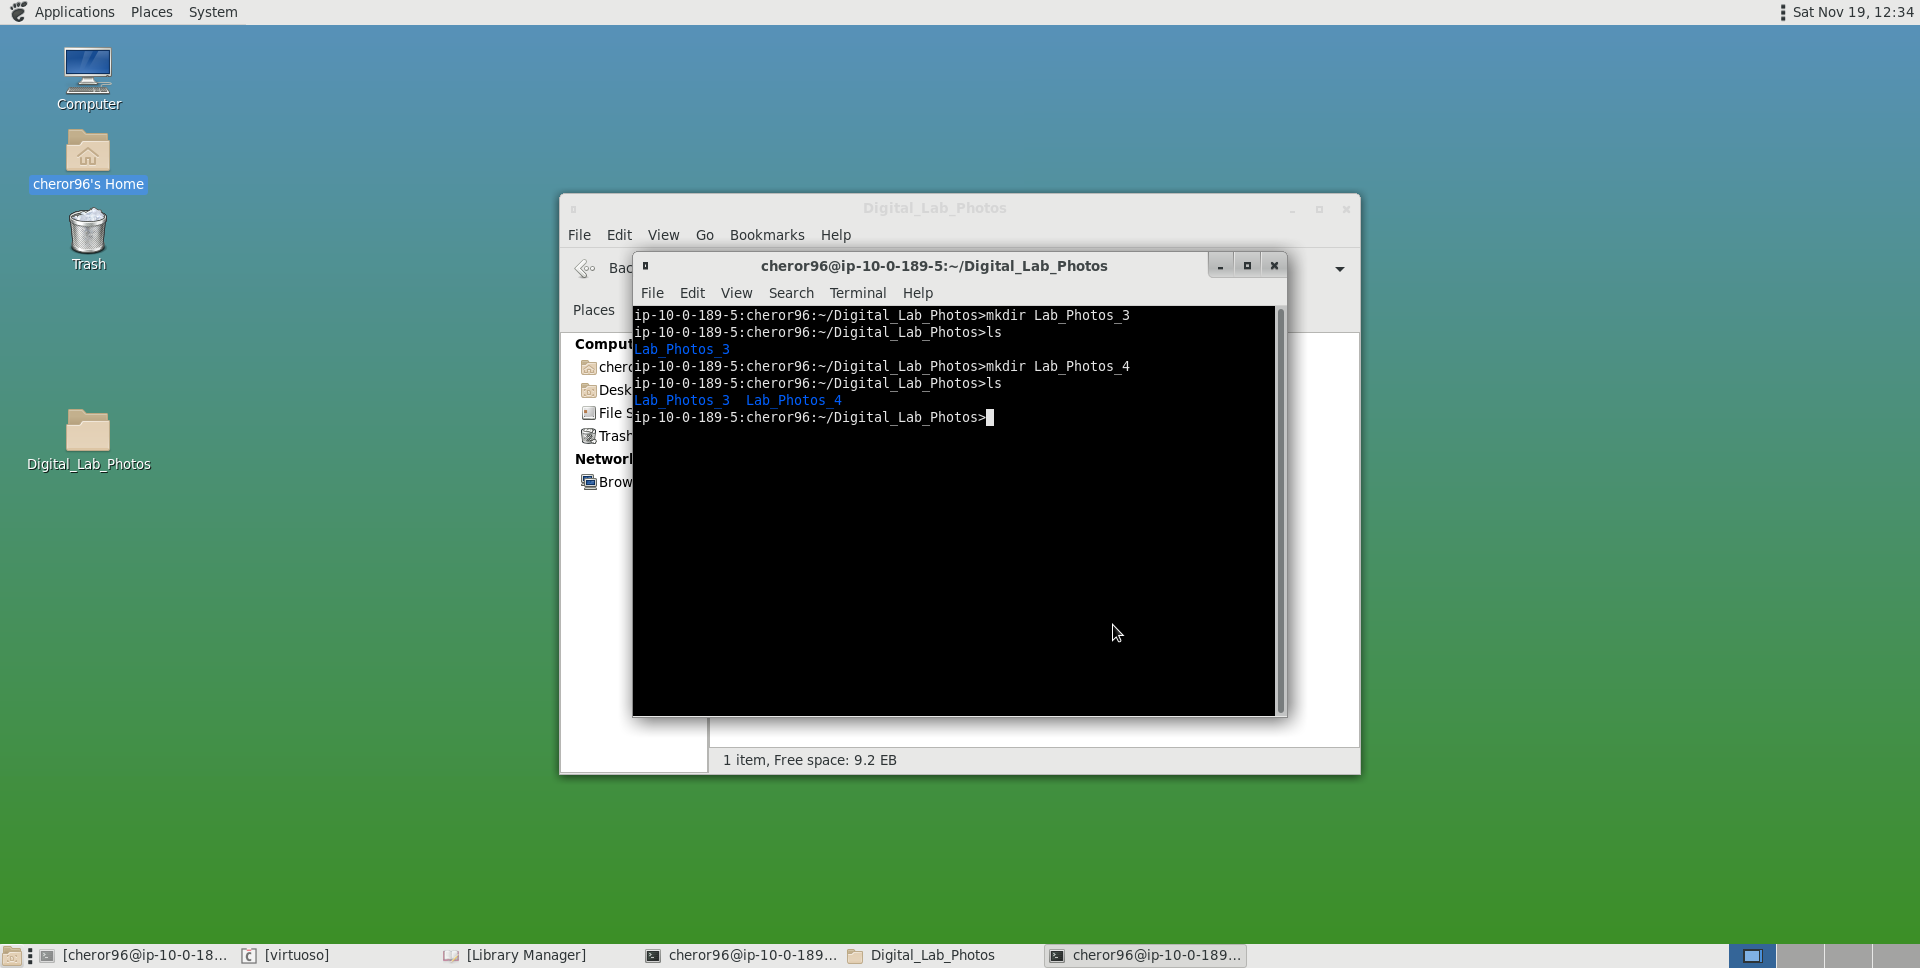 Applications Places System
Sat Nov 19, 12:34
Computer
cheror96's Home
Trash
Digital_Lab_Photos
Digital_Lab_Photos
File Edit View Go Bookmarks Help
Bac
Places
Comput
cherc
Desk
File S
Trash
Networ
Brow
1 item, Free space: 9.2 EB
cheror96@ip-10-0-189-5:~/Digital_Lab_Photos
File Edit View Search Terminal Help
ip-10-0-189-5:cheror96:~/Digital_Lab_Photos>mkdir Lab_Photos_3
ip-10-0-189-5:cheror96:~/Digital_Lab_Photos>ls
Lab_Photos_3
ip-10-0-189-5:cheror96:~/Digital_Lab_Photos>mkdir Lab_Photos_4
ip-10-0-189-5:cheror96:~/Digital_Lab_Photos>ls
Lab_Photos_3  Lab_Photos_4
ip-10-0-189-5:cheror96:~/Digital_Lab_Photos>
[cheror96@ip-10-0-18... [virtuoso] [Library Manager] cheror96@ip-10-0-189... Digital_Lab_Photos cheror96@ip-10-0-189...